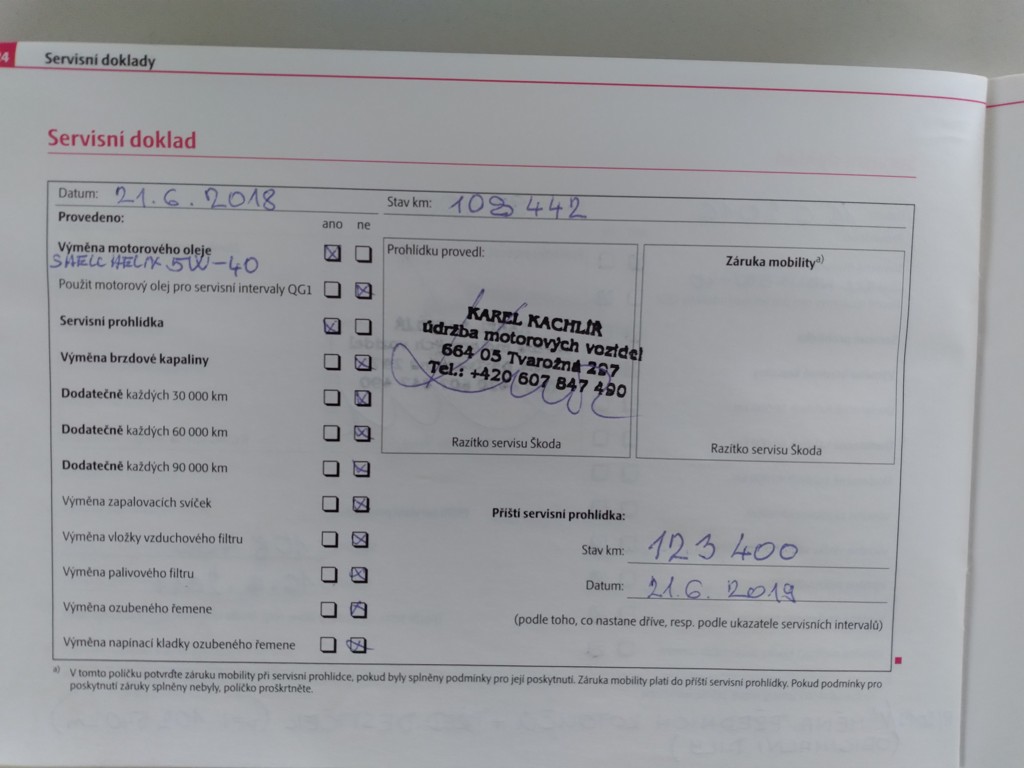 24 Servisní doklady
Servisní doklad
Datum: 21.6.2018 Stav km: 108 442
Provedeno: ano ne
Výměna motorového oleje
SHELL HELIX 5W-40
Použit motorový olej pro servisní intervaly QG1
Servisní prohlídka
Výměna brzdové kapaliny
Dodatečně každých 30 000 km
Dodatečně každých 60 000 km
Dodatečně každých 90 000 km
Výměna zapalovacích svíček
Výměna vložky vzduchového filtru
Výměna palivového filtru
Výměna ozubeného řemene
Výměna napínací kladky ozubeného řemene
Prohlídku provedl:
KAREL KACHLÍŘ
údržba motorových vozidel
664 05 Tvarožná 297
Tel.: +420 607 847 490
Razítko servisu Škoda
Záruka mobility a)
Razítko servisu Škoda
Příští servisní prohlídka:
Stav km: 123 400
Datum: 21.6. 2019
(podle toho, co nastane dříve, resp. podle ukazatele servisních intervalů)
a) V tomto políčku potvrďte záruku mobility při servisní prohlídce, pokud byly splněny podmínky pro její poskytnutí. Záruka mobility platí do příští servisní prohlídky. Pokud podmínky pro
poskytnutí záruky splněny nebyly, políčko proškrtněte.